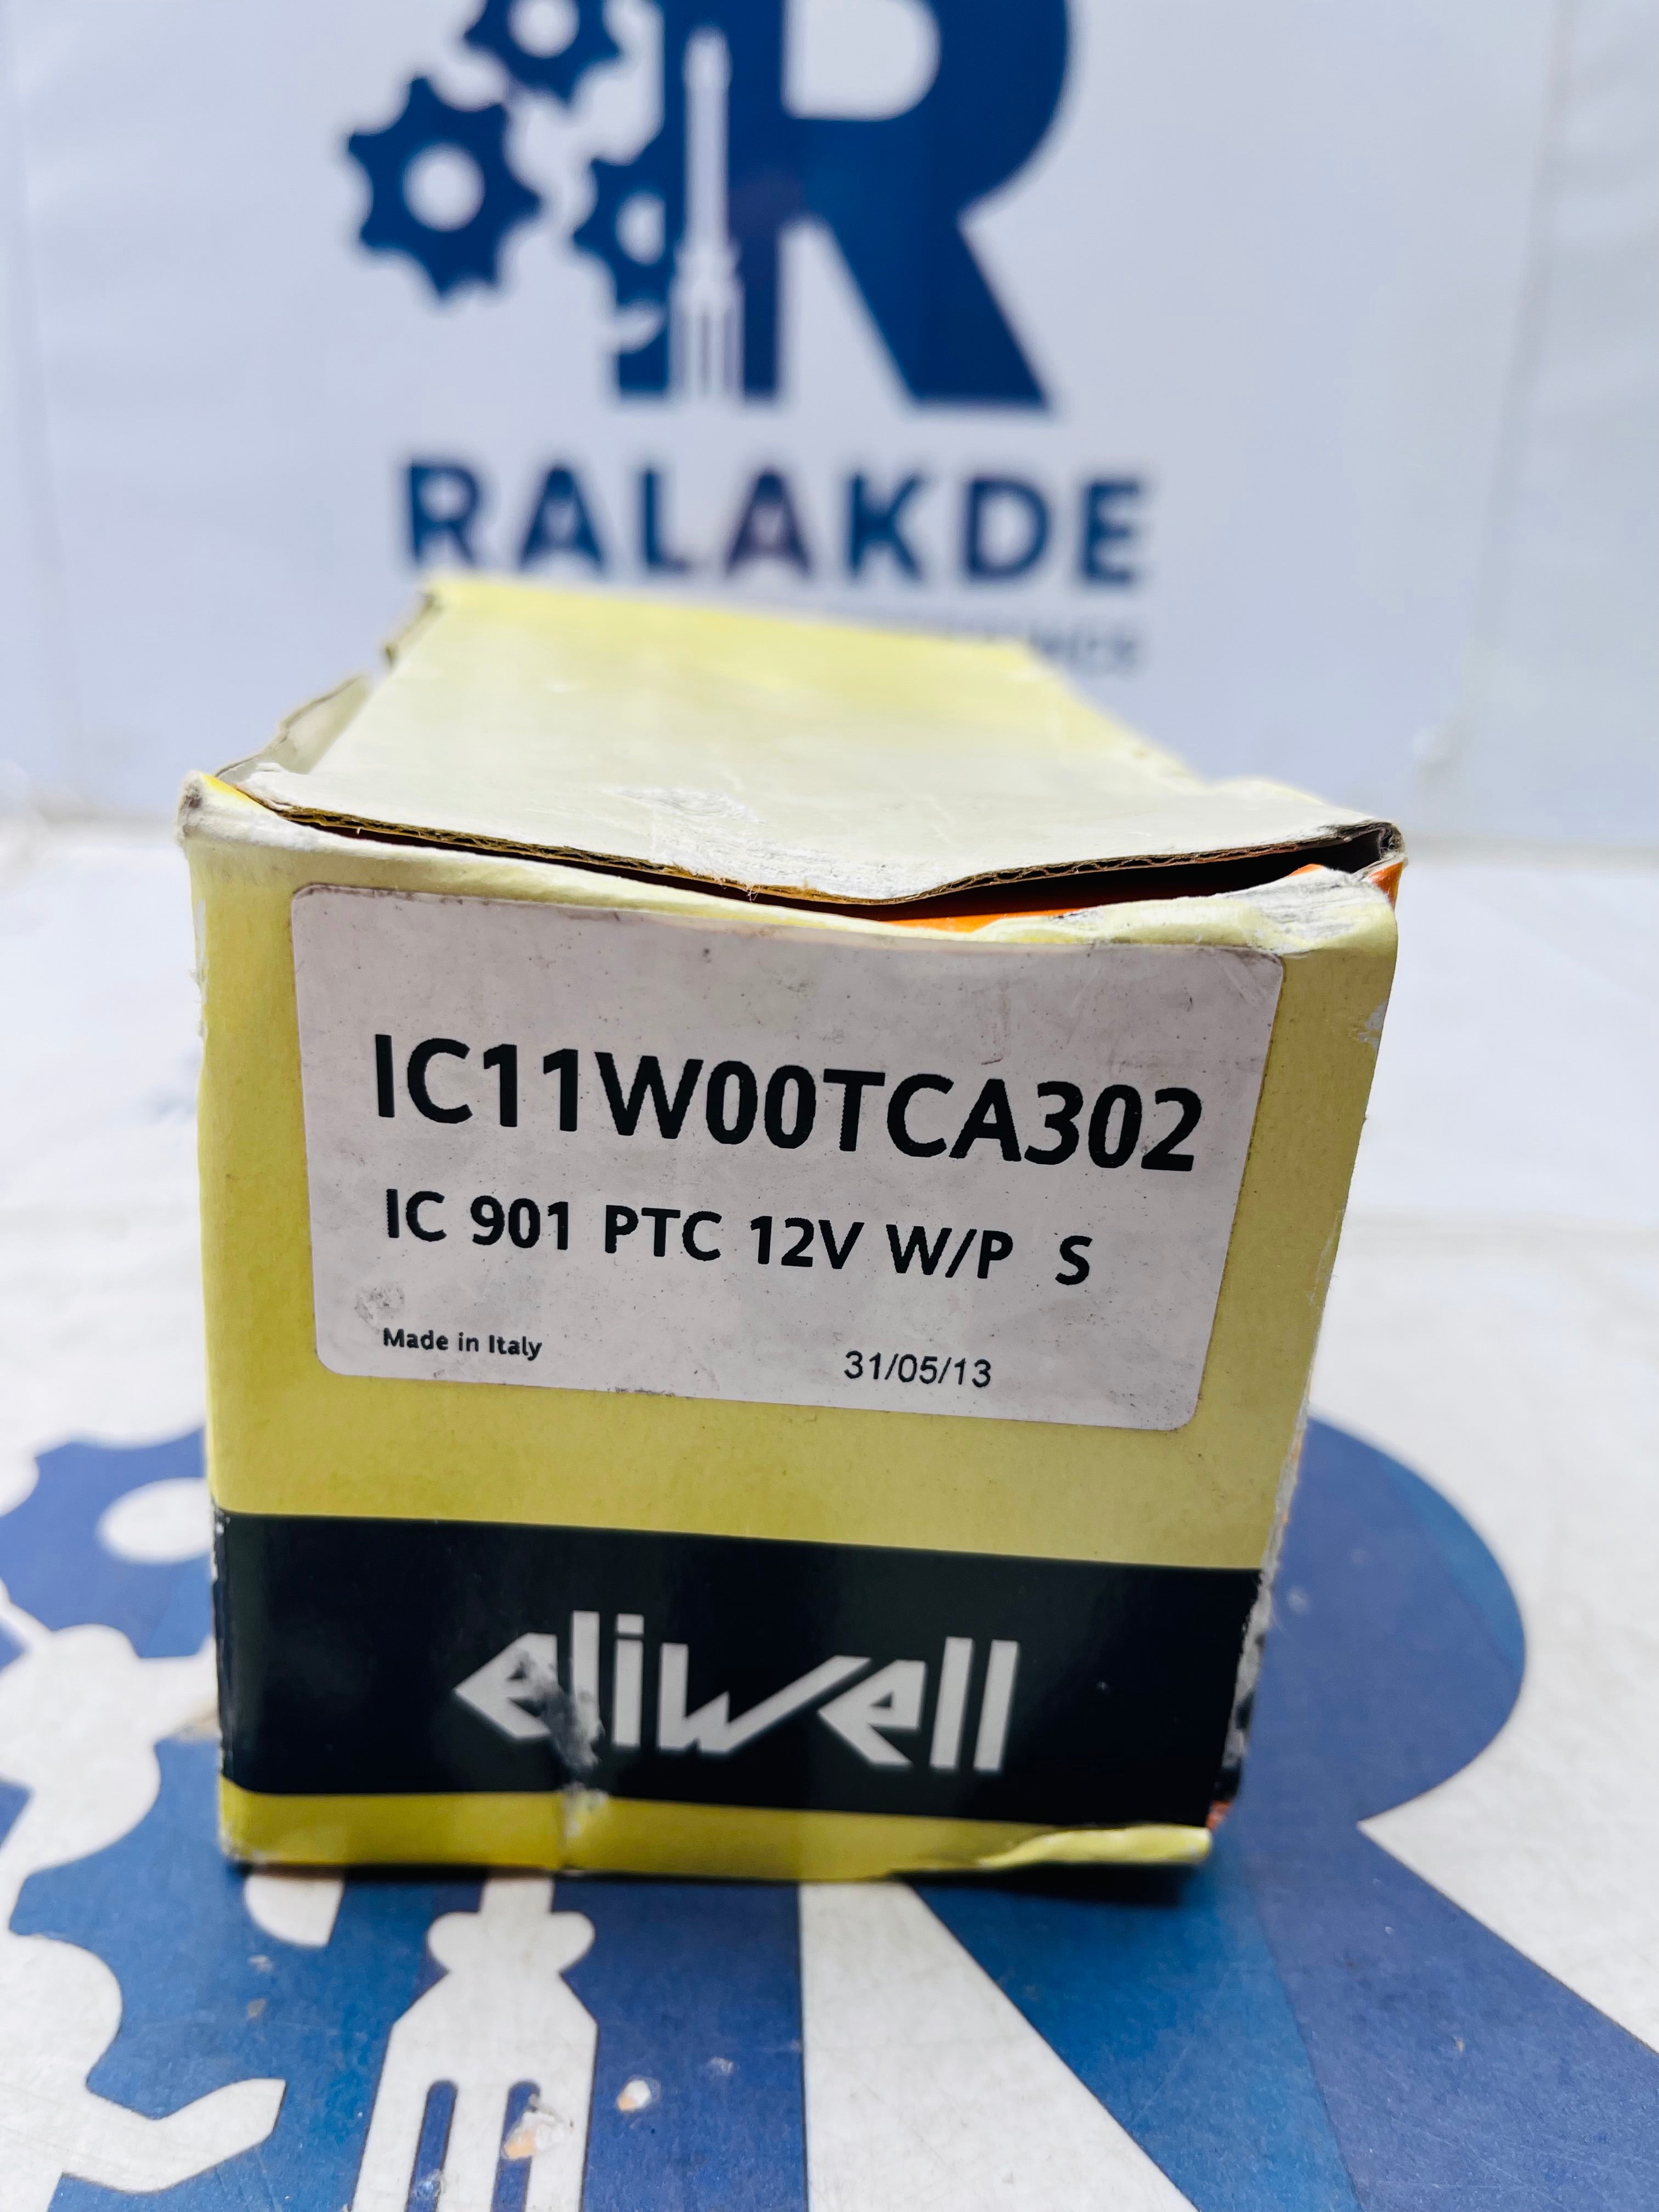 RALAKDE
IC11W00TCA302
IC 901 PTC 12V W/P S
Made in Italy 31/05/13
eliwell